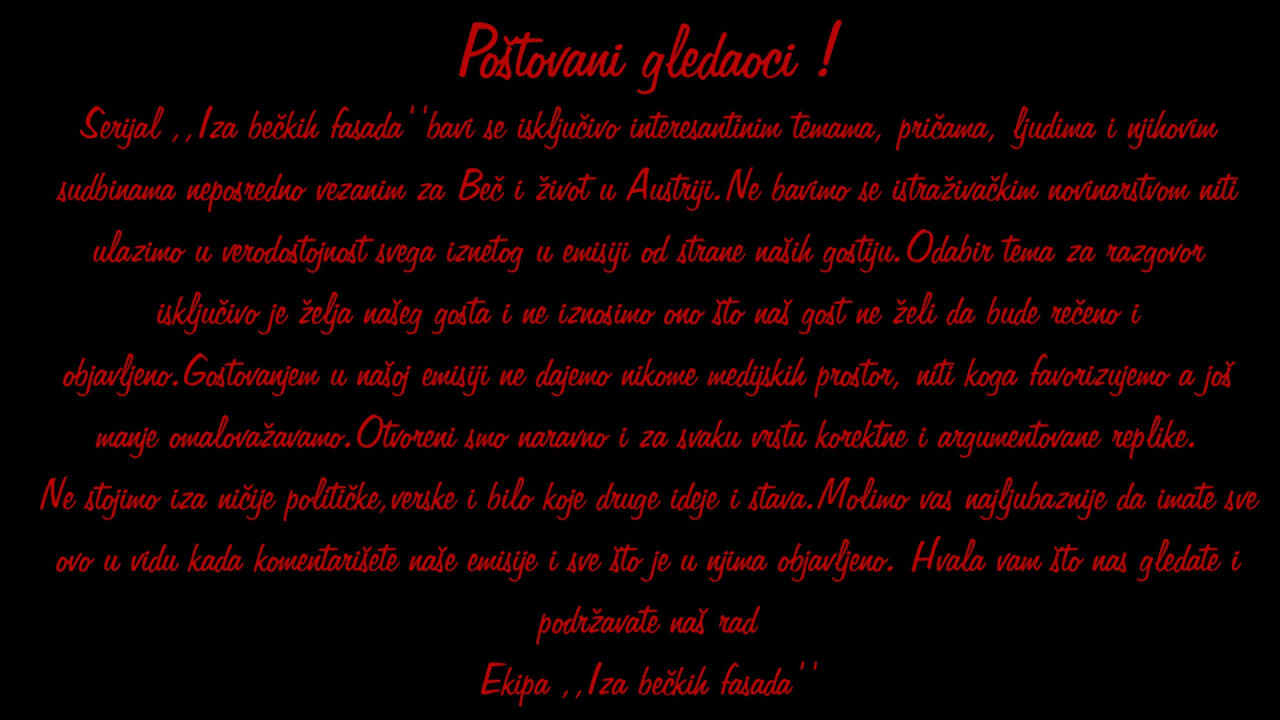 Poštovani gledaoci !
Serijal ,,Iza bečkih fasada''bavi se isključivo interesantinim temama, pričama, ljudima i njihovim
sudbinama neposredno vezanim za Beč i život u Austriji.Ne bavimo se istraživačkim novinarstvom niti
ulazimo u verodostojnost svega iznetog u emisiji od strane naših gostiju.Odabir tema za razgovor
isključivo je želja našeg gosta i ne iznosimo ono što naš gost ne želi da bude rečeno i
objavljeno.Gostovanjem u našoj emisiji ne dajemo nikome medijskih prostor, niti koga favorizujemo a još
manje omalovažavamo.Otvoreni smo naravno i za svaku vrstu korektne i argumentovane replike.
Ne stojimo iza ničije političke,verske i bilo koje druge ideje i stava.Molimo vas najljubaznije da imate sve
ovo u vidu kada komentarišete naše emisije i sve što je u njima objavljeno. Hvala vam što nas gledate i
podržavate naš rad
Ekipa ,,Iza bečkih fasada''